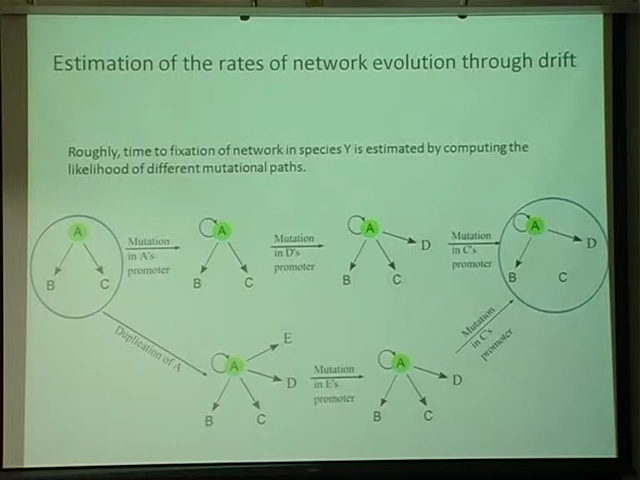 Estimation of the rates of network evolution through drift
Roughly, time to fixation of network in species Y is estimated by computing the
likelihood of different mutational paths.
A
B
C
Mutation
in A's
promoter
A
B
C
Mutation
in D's
promoter
A
D
B
C
Mutation
in C's
promoter
A
D
B
C
Duplication of A
E
A
D
B
C
Mutation
in E's
promoter
A
D
B
C
Mutation
in C's
promoter